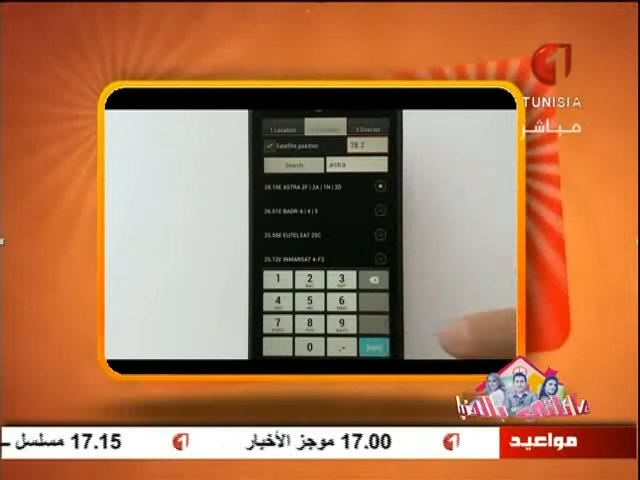 TUNISIA
مباشر
1 Location
3 Director
Satellite position
28.2
Search
astra
28.19E ASTRA 2F | 2A | 1N | 2D
26.01E BADR-6 | 4 | 5
25.50E EUTELSAT 25C
25.12E INMARSAT 4-F2
1 2 3
4 5 6
7 8 9
0 .-
مواعيد
17.00 موجز الأخبار
17.15 مسلسل